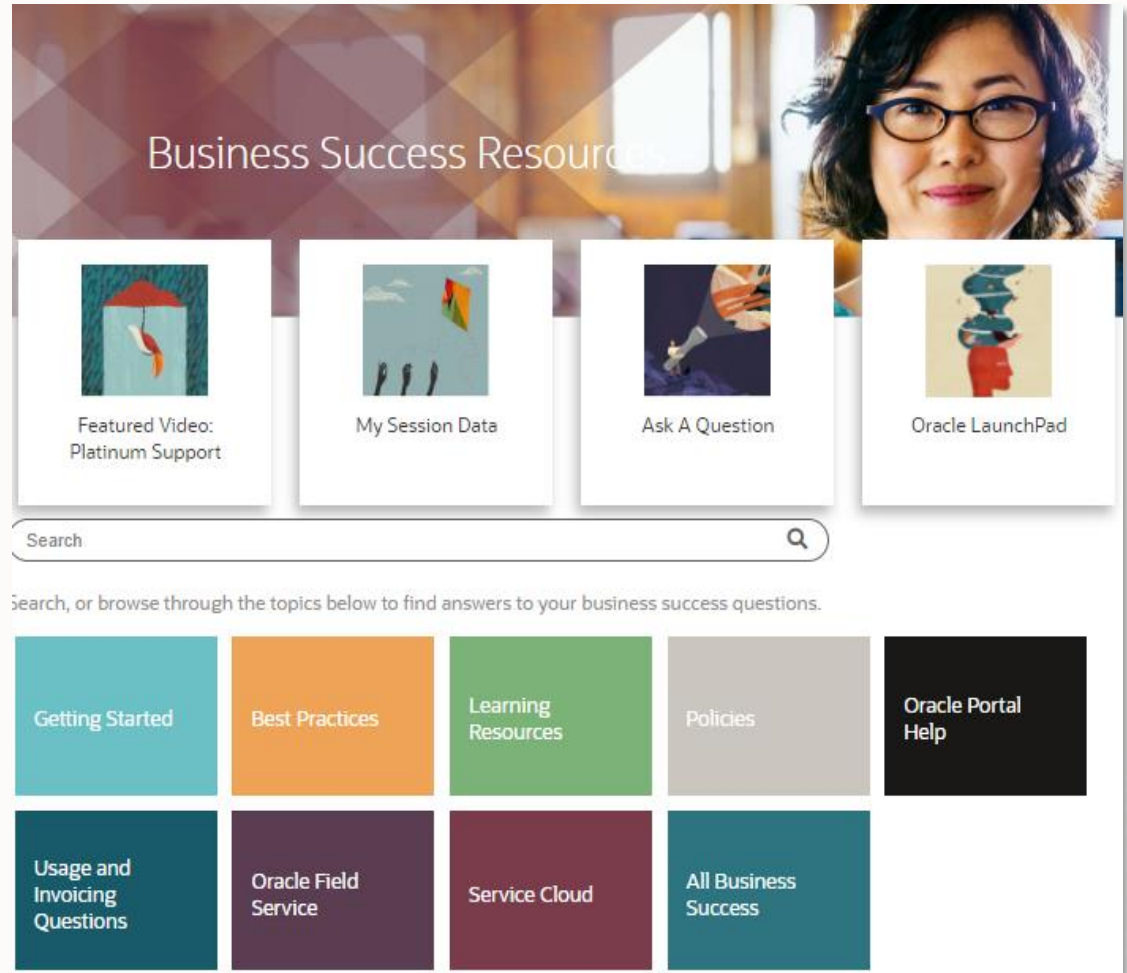 Business Success Resources
Featured Video:
Platinum Support
My Session Data
Ask A Question
Oracle LaunchPad
Search
Search, or browse through the topics below to find answers to your business success questions.
Getting Started
Best Practices
Learning
Resources
Policies
Oracle Portal
Help
Usage and
Invoicing
Questions
Oracle Field
Service
Service Cloud
All Business
Success